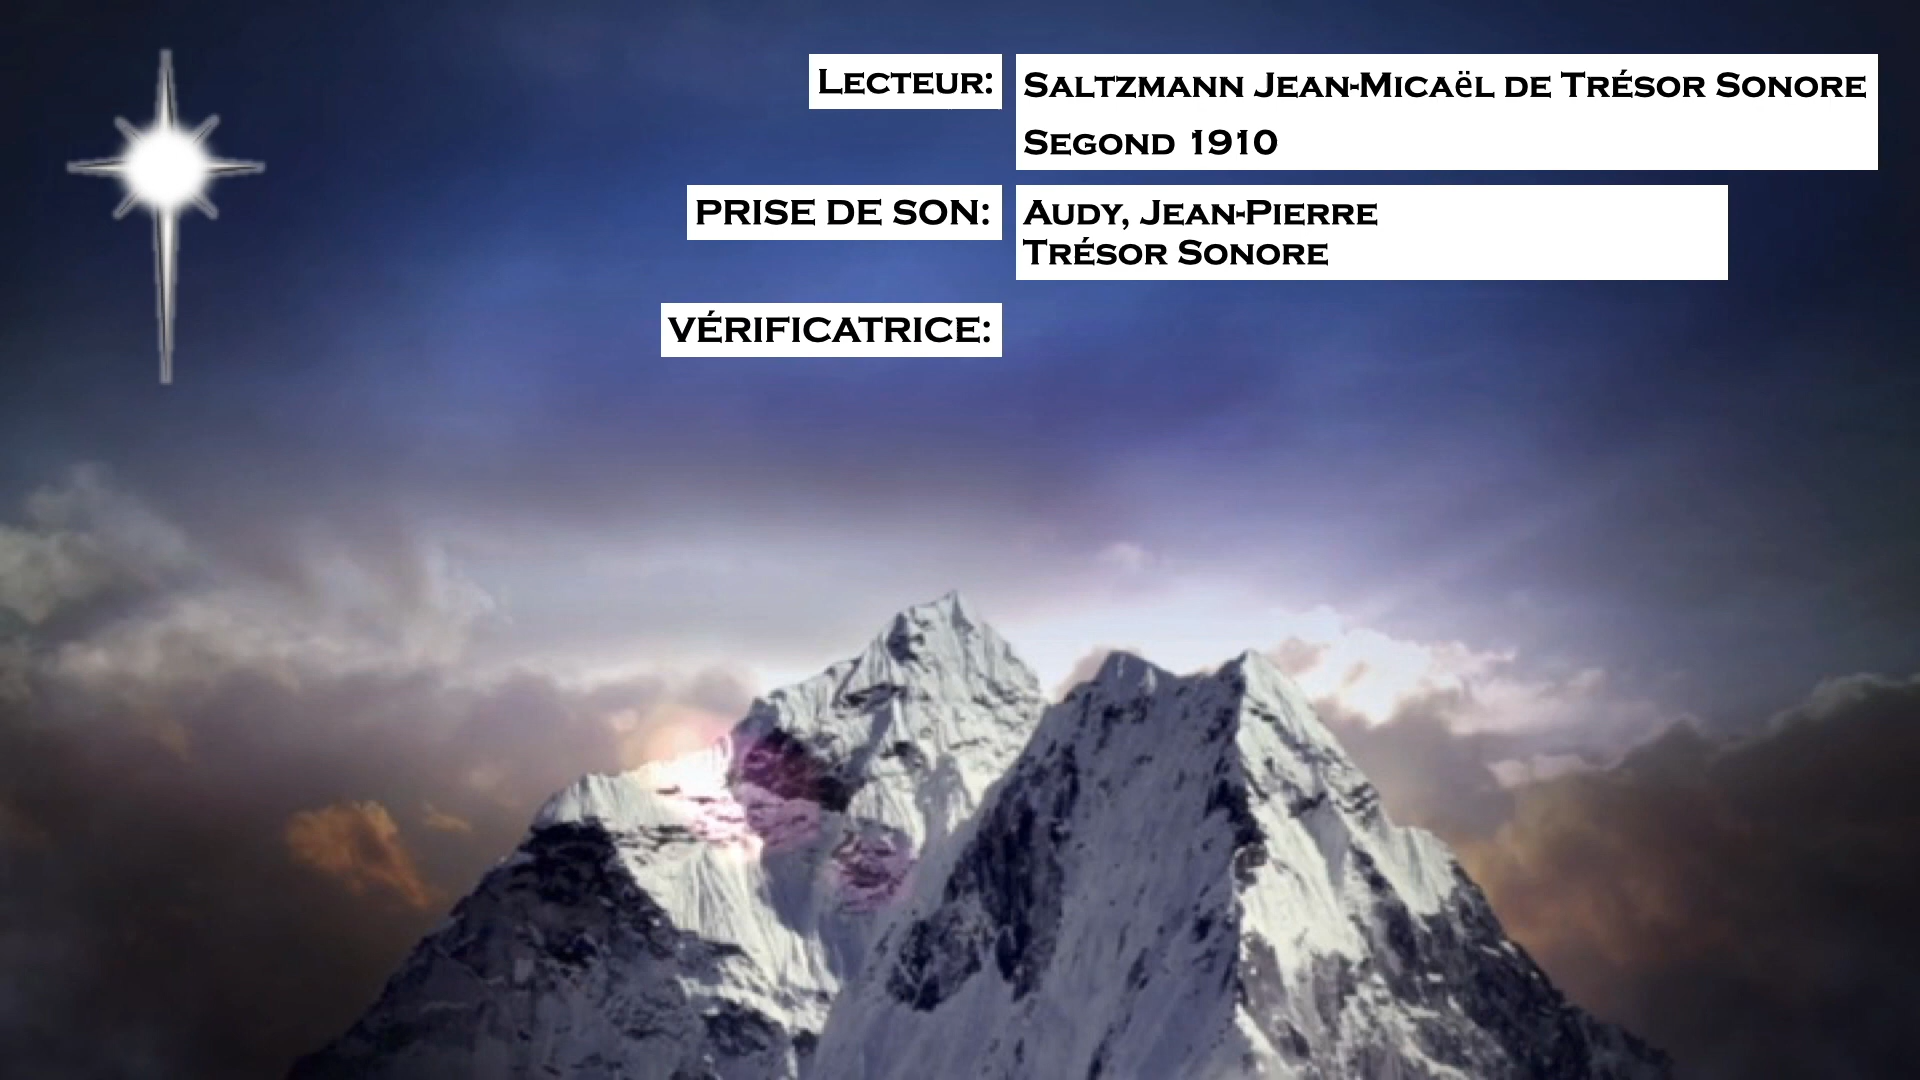 Lecteur: Saltzmann Jean-Micaël de Trésor Sonore
Segond 1910
PRISE DE SON: Audy, Jean-Pierre
Trésor Sonore
VÉRIFICATRICE: